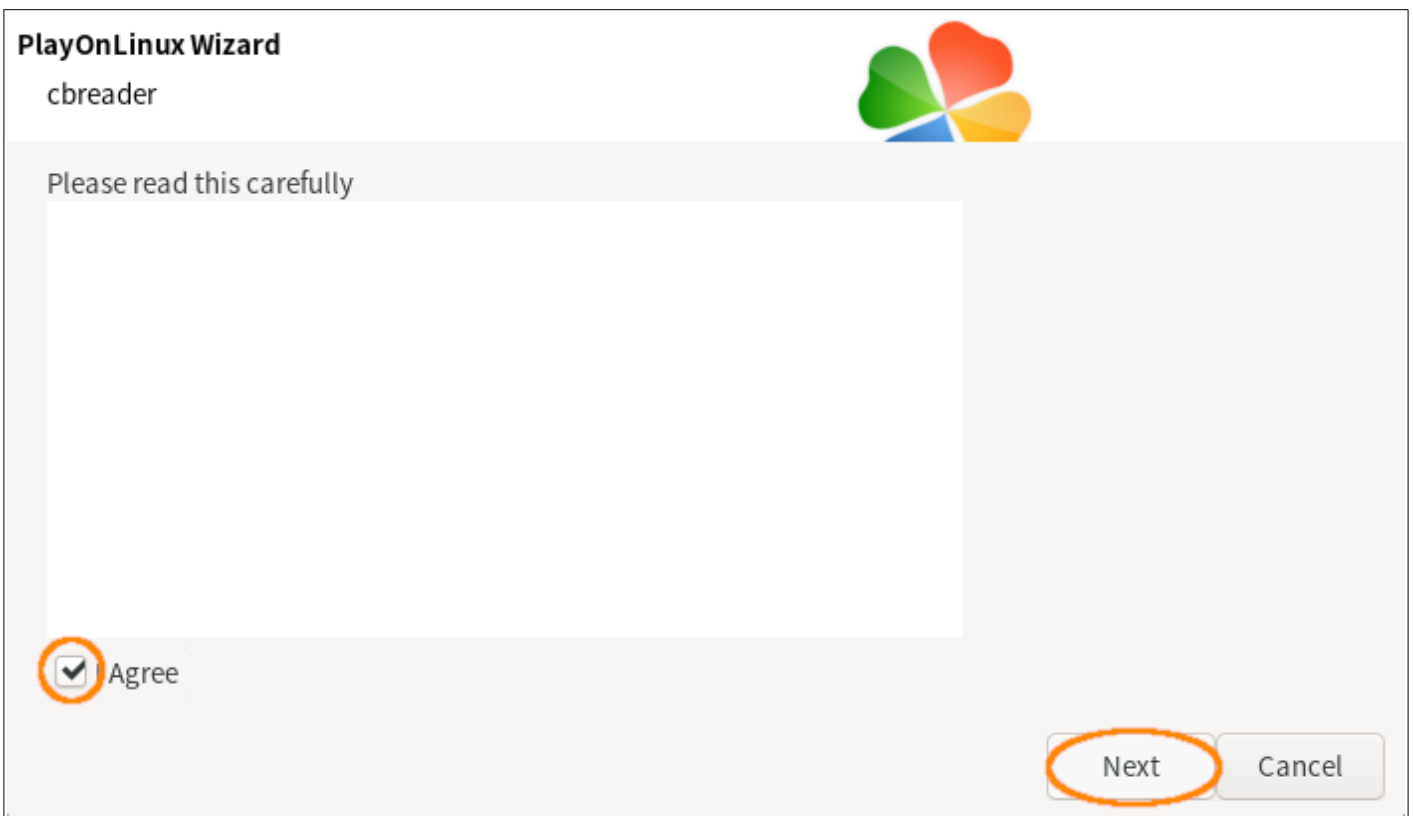 PlayOnLinux Wizard
cbreader
Please read this carefully
I Agree
Next
Cancel